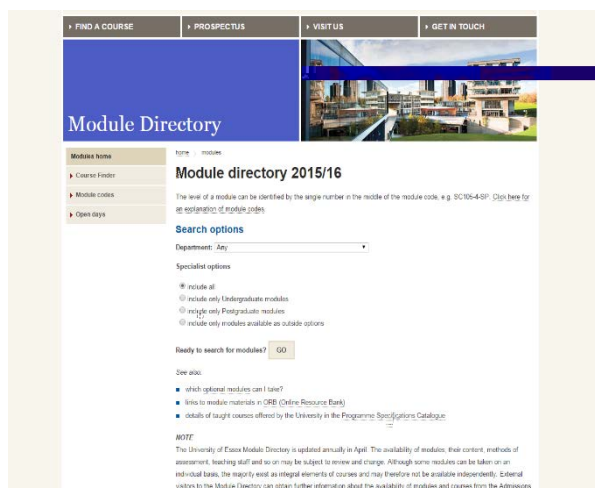 FIND A COURSE
PROSPECTUS
VISIT US
GET IN TOUCH
Module Directory
Modules home
Course Finder
Module codes
Open days
home modules
Module directory 2015/16
The level of a module can be identified by the single number in the middle of the module code, e.g. SC105-4-SP. Click here for
an explanation of module codes.
Search options
Department: Any
Specialist options
include all
include only Undergraduate modules
include only Postgraduate modules
include only modules available as outside options
Ready to search for modules? GO
See also:
which optional modules can I take?
links to module materials in ORB (Online Resource Bank)
details of taught courses offered by the University in the Programme Specifications Catalogue
NOTE
The University of Essex Module Directory is updated annually in April. The availability of modules, their content, methods of
assessment, teaching staff and so on may be subject to review and change. Although some modules can be taken on an
individual basis, the majority exist as integral elements of courses and may therefore not be available independently. External
visitors to the Module Directory can obtain further information about the availability of modules and courses from the Admissions